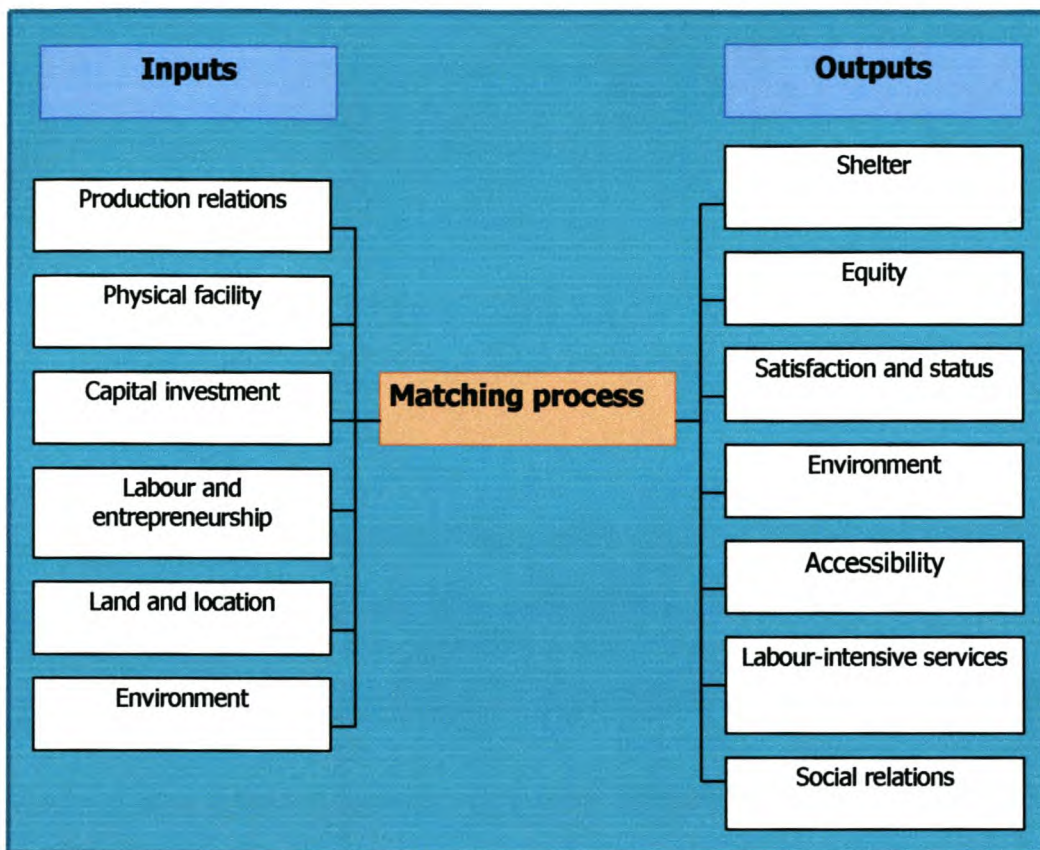 Inputs
Production relations
Physical facility
Capital investment
Labour and
entrepreneurship
Land and location
Environment
Matching process
Outputs
Shelter
Equity
Satisfaction and status
Environment
Accessibility
Labour-intensive services
Social relations